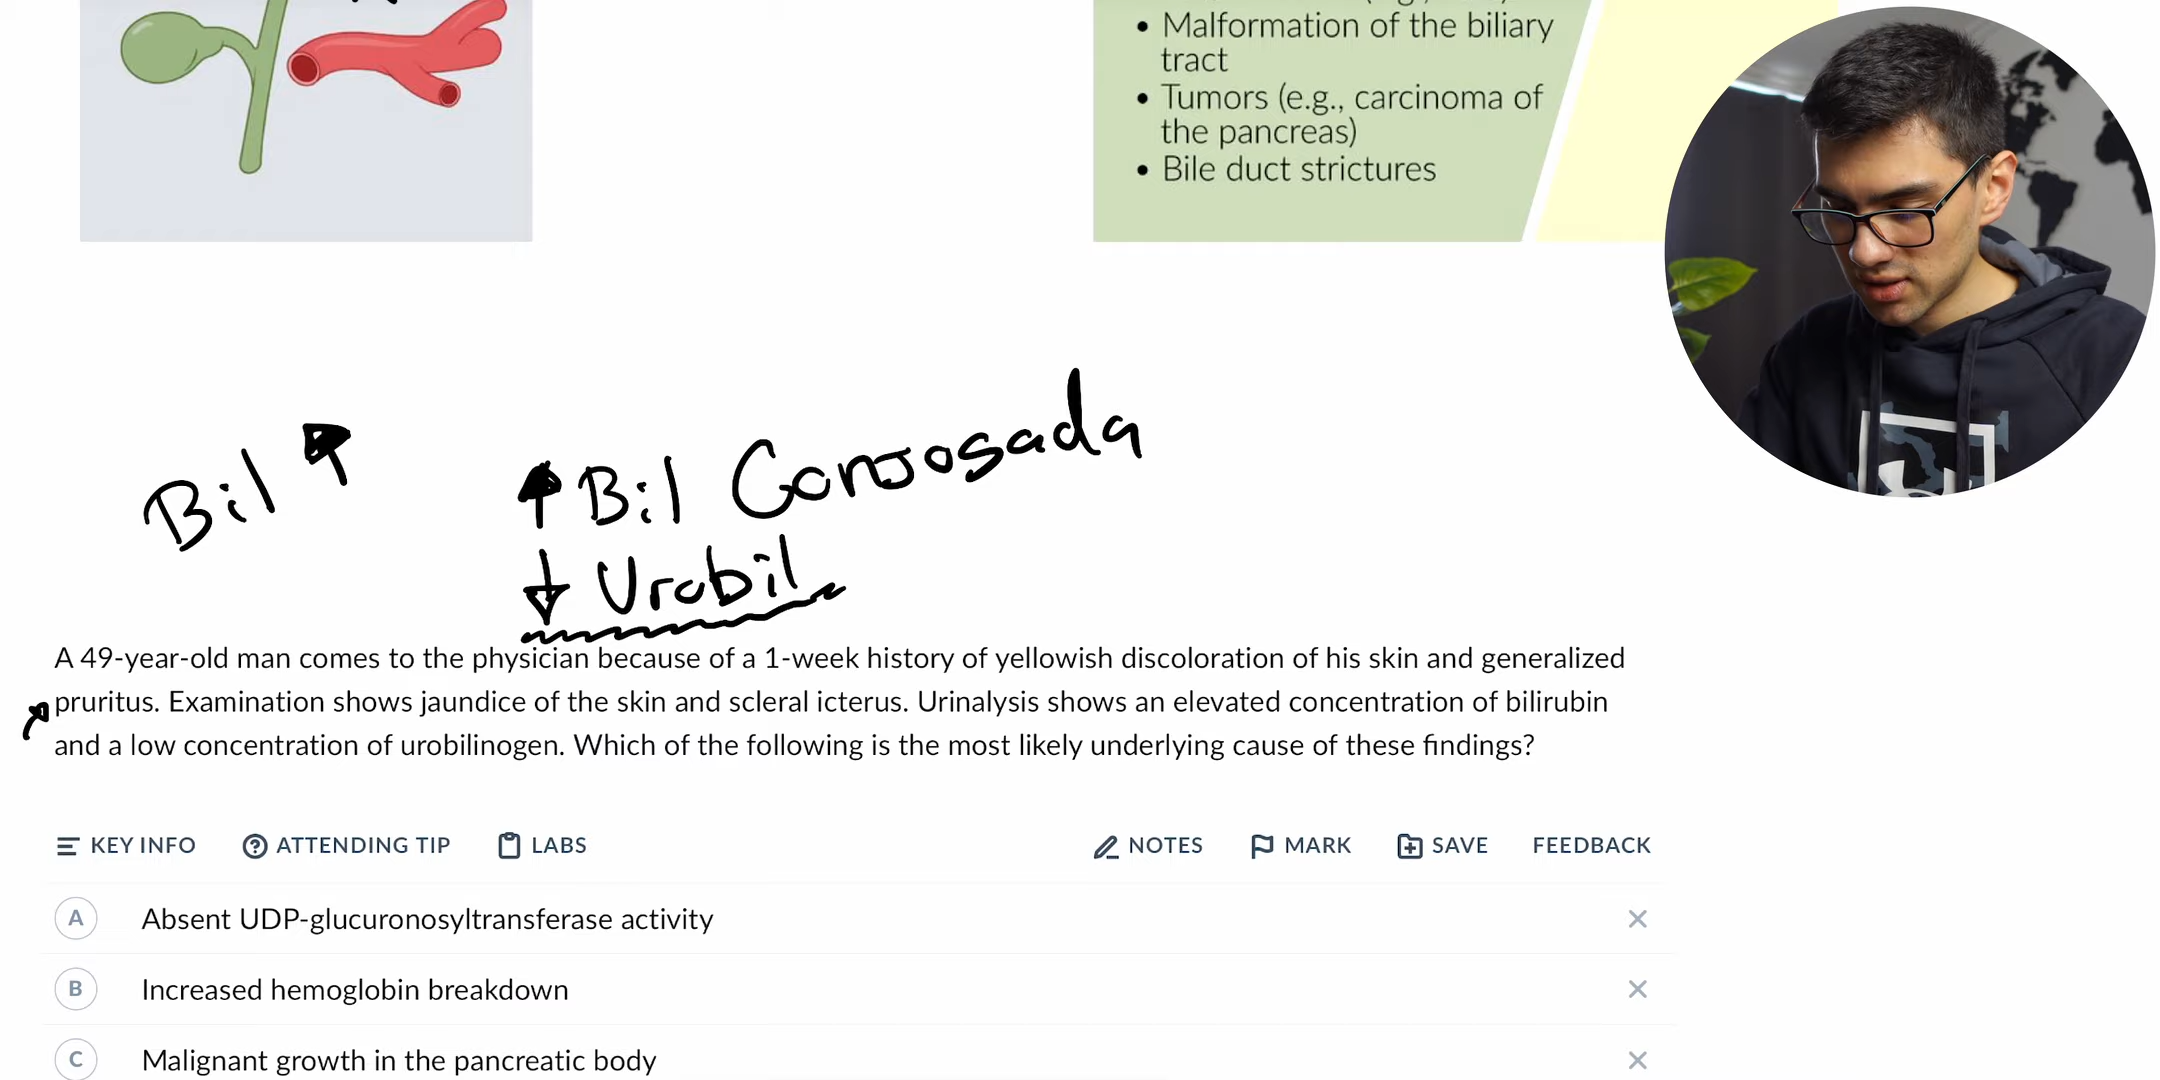 • Malformation of the biliary
tract
• Tumors (e.g., carcinoma of
the pancreas)
• Bile duct strictures
Bil ↑
↑ Bil Conjogada
↓ Urobil
A 49-year-old man comes to the physician because of a 1-week history of yellowish discoloration of his skin and generalized
pruritus. Examination shows jaundice of the skin and scleral icterus. Urinalysis shows an elevated concentration of bilirubin
and a low concentration of urobilinogen. Which of the following is the most likely underlying cause of these findings?
KEY INFO ATTENDING TIP LABS NOTES MARK SAVE FEEDBACK
A Absent UDP-glucuronosyltransferase activity
B Increased hemoglobin breakdown
C Malignant growth in the pancreatic body